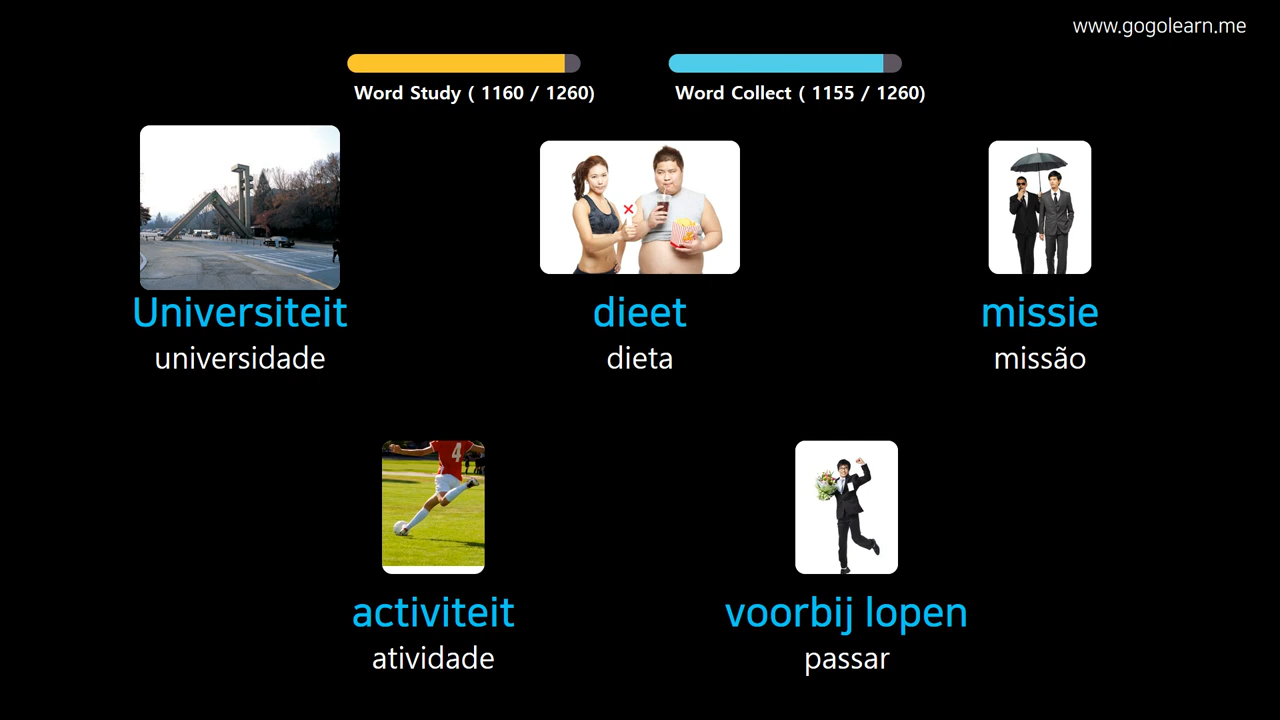 www.gogolearn.me
Word Study ( 1160 / 1260)
Word Collect ( 1155 / 1260)
Universiteit
universidade
dieet
dieta
missie
missão
4
activiteit
atividade
voorbij lopen
passar